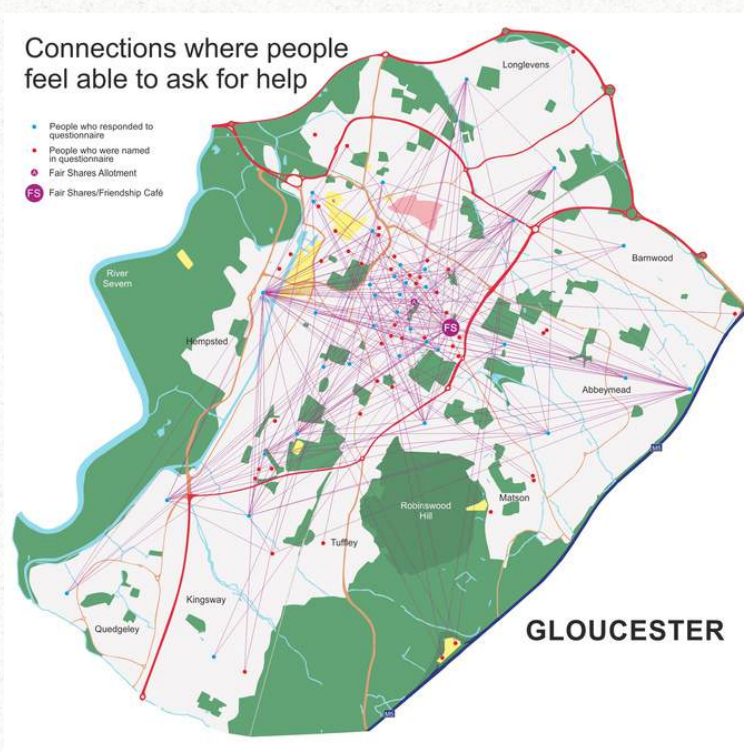 Connections where people
feel able to ask for help
People who responded to
questionnaire
People who were named
in questionnaire
A
Fair Shares Allotment
FS
Fair Shares/Friendship Café
Longlevens
River
Severn
Barnwood
Hempsted
FS
Abbeymead
M5
Robinswood
Hill
Matson
Tuffley
Kingsway
Quedgeley
GLOUCESTER
M5